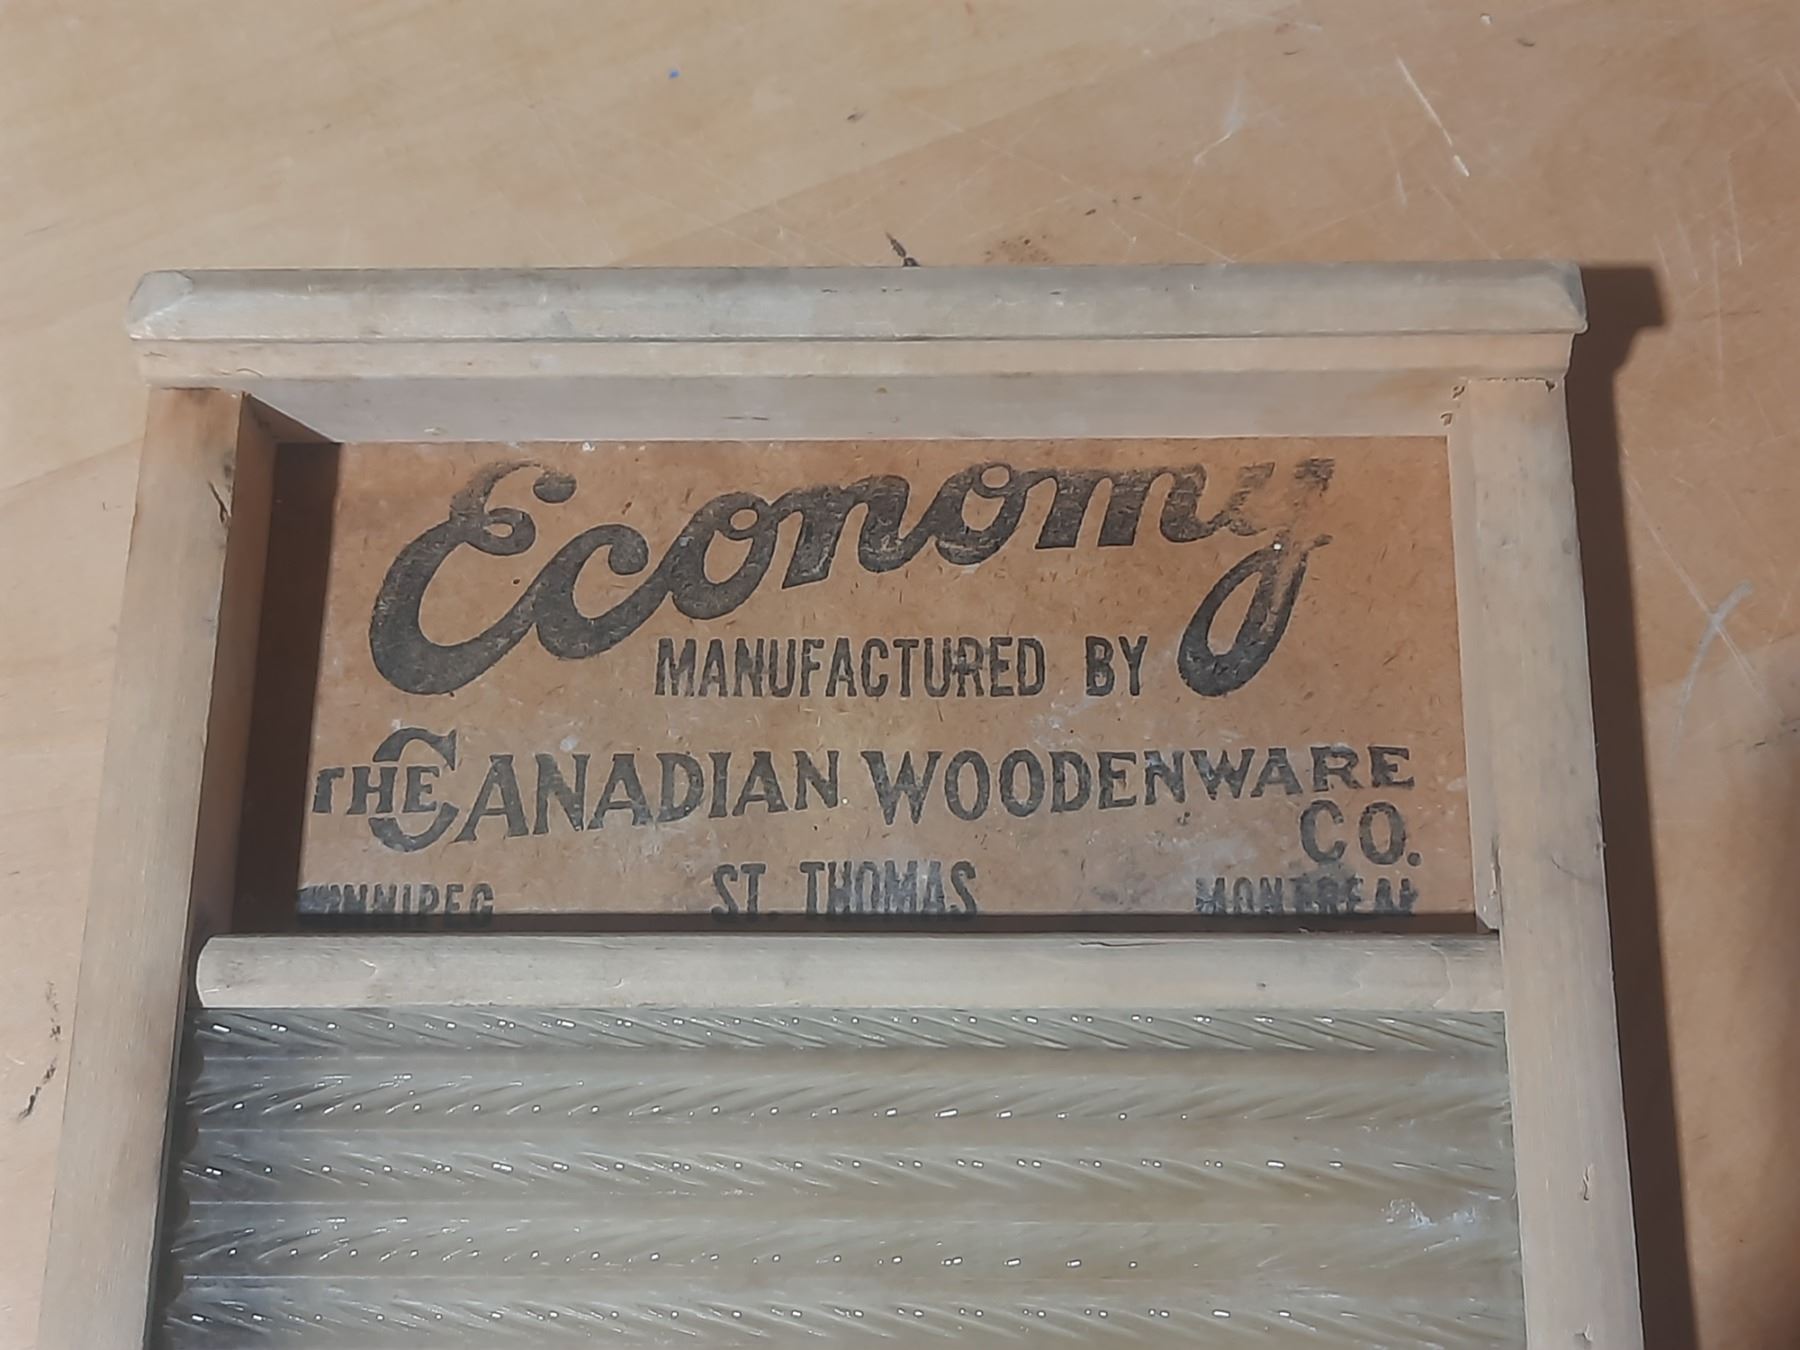 Economy
MANUFACTURED BY
THE CANADIAN WOODENWARE
CO.
WINNIPEG ST. THOMAS MONTREAL